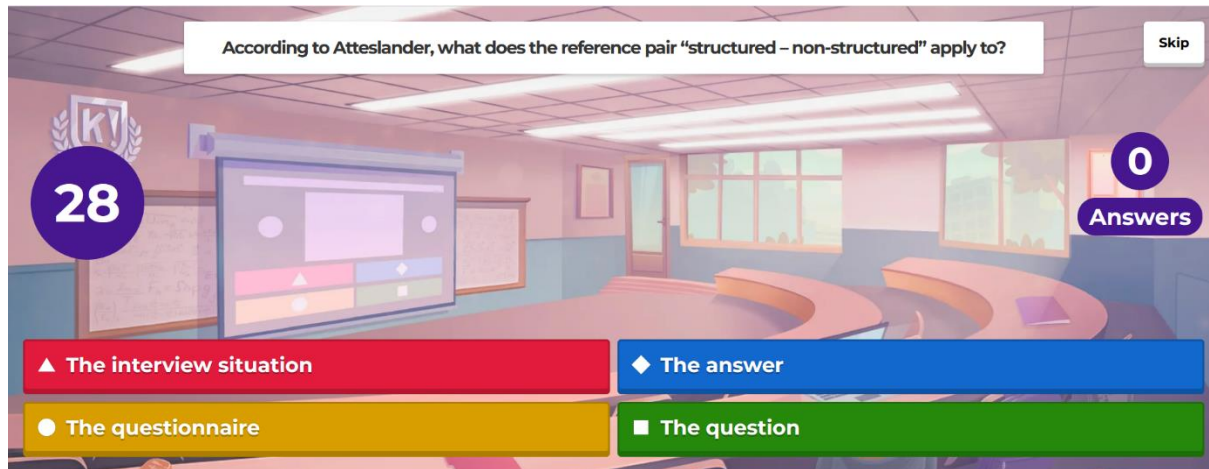 According to Atteslander, what does the reference pair “structured – non-structured” apply to?
Skip
K!
28
0
Answers
The interview situation
The answer
The questionnaire
The question